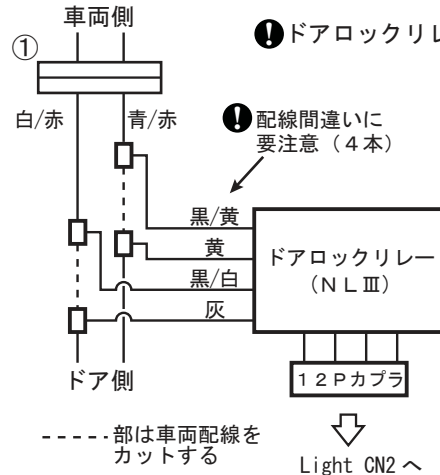 車両側
①
❗ドアロックリレ
白/赤
青/赤
❗配線間違いに
要注意（4本）
黒/黄
黄
黒/白
灰
ドアロックリレー
（ＮＬⅢ）
ドア側
１２Ｐカプラ
-----部は車両配線を
カットする
Light CN2 へ